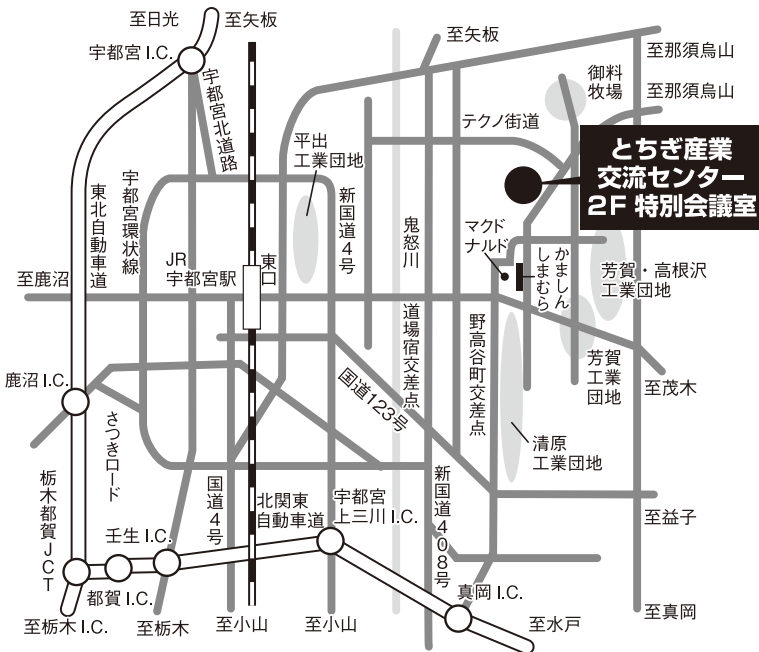 至日光
至矢板
宇都宮 I.C.
宇都宮北道路
至矢板
至那須烏山
御料
牧場
至那須烏山
テクノ街道
とちぎ産業
交流センター
2F 特別会議室
平出
工業団地
東北自動車道
宇都宮環状線
新国道4号
鬼怒川
マクド
ナルド
かましん
しまむら
芳賀・高根沢
工業団地
至鹿沼
JR
宇都宮駅
東口
道場宿交差点
野高谷町交差点
芳賀
工業
団地
至茂木
鹿沼 I.C.
さつきロード
国道123号
清原
工業団地
栃木都賀JCT
国道4号
北関東
自動車道
宇都宮
上三川 I.C.
新国道408号
至益子
壬生 I.C.
都賀 I.C.
真岡 I.C.
至栃木 I.C.
至栃木
至小山
至小山
至水戸
至真岡